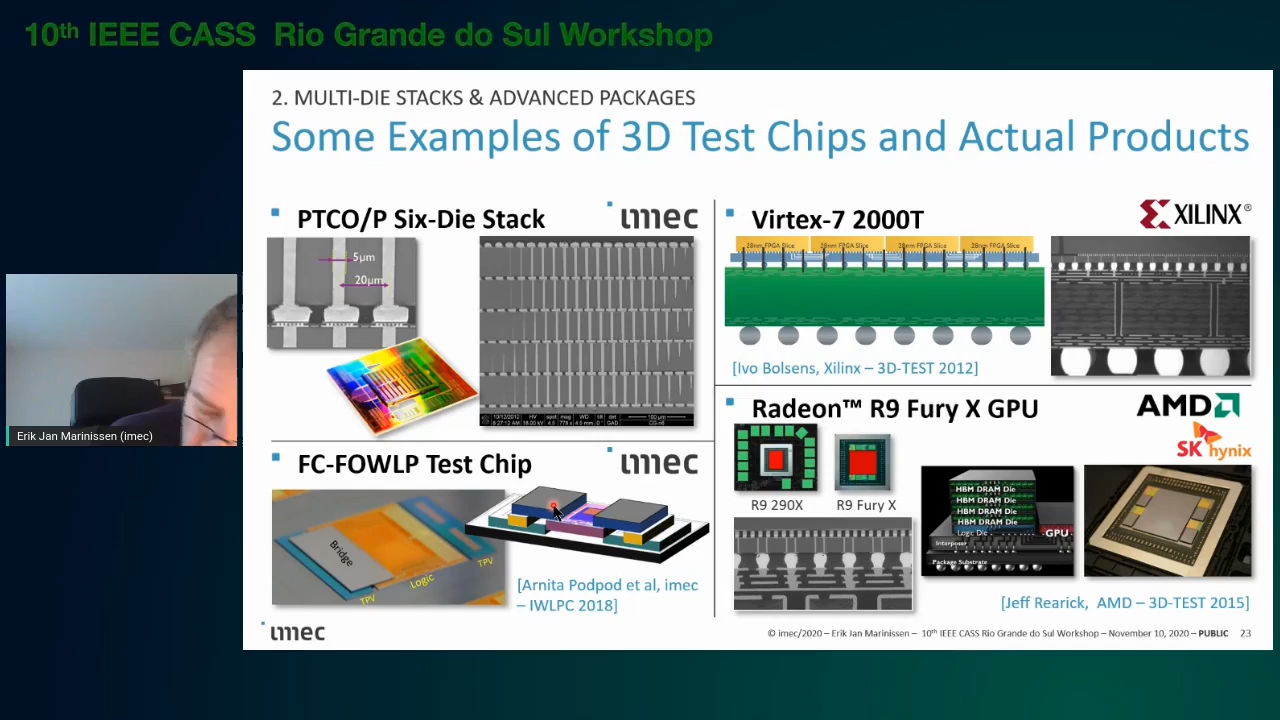 10th IEEE CASS Rio Grande do Sul Workshop
2. MULTI-DIE STACKS & ADVANCED PACKAGES
Some Examples of 3D Test Chips and Actual Products
PTCO/P Six-Die Stack
imec
5µm
20µm
Virtex-7 2000T
XILINX®
28nm FPGA Slice
28nm FPGA Slice
28nm FPGA Slice
28nm FPGA Slice
[Ivo Bolsens, Xilinx – 3D-TEST 2012]
Erik Jan Marinissen (imec)
FC-FOWLP Test Chip
imec
Bridge
Logic
TPV
TPV
[Arnita Podpod et al, imec
– IWLPC 2018]
Radeon™ R9 Fury X GPU
AMD
SK hynix
R9 290X
R9 Fury X
HBM DRAM Die
HBM DRAM Die
HBM DRAM Die
HBM DRAM Die
Logic Die
GPU
Interposer
Package Substrate
[Jeff Rearick, AMD – 3D-TEST 2015]
imec
© imec/2020 – Erik Jan Marinissen – 10th IEEE CASS Rio Grande do Sul Workshop – November 10, 2020 – PUBLIC 23